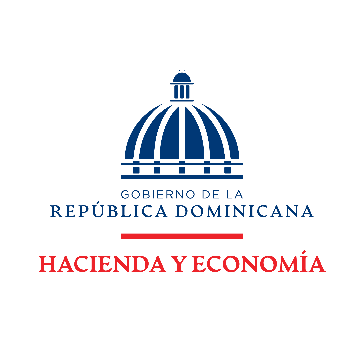 GOBIERNO DE LA
REPÚBLICA DOMINICANA
HACIENDA Y ECONOMÍA